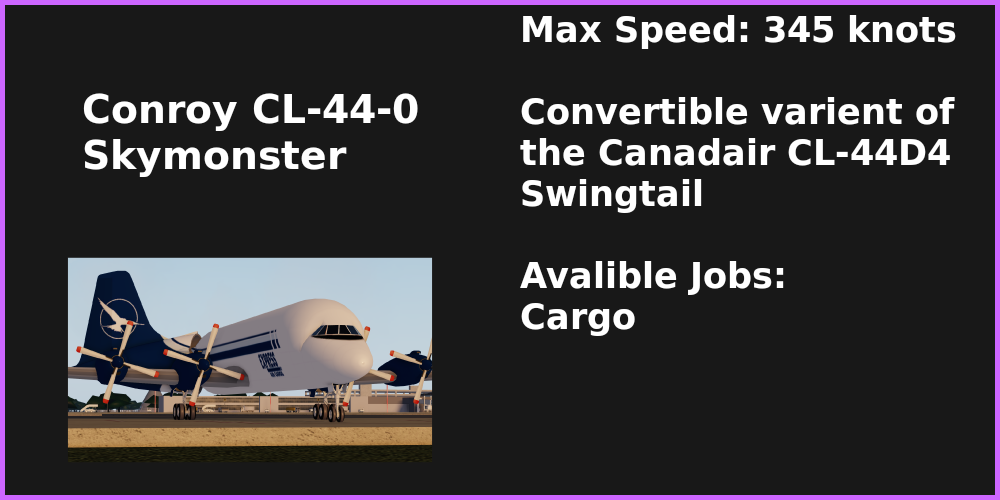 Conroy CL-44-0
Skymonster
Max Speed: 345 knots
Convertible varient of
the Canadair CL-44D4
Swingtail
Avalible Jobs:
Cargo
EXPRESS